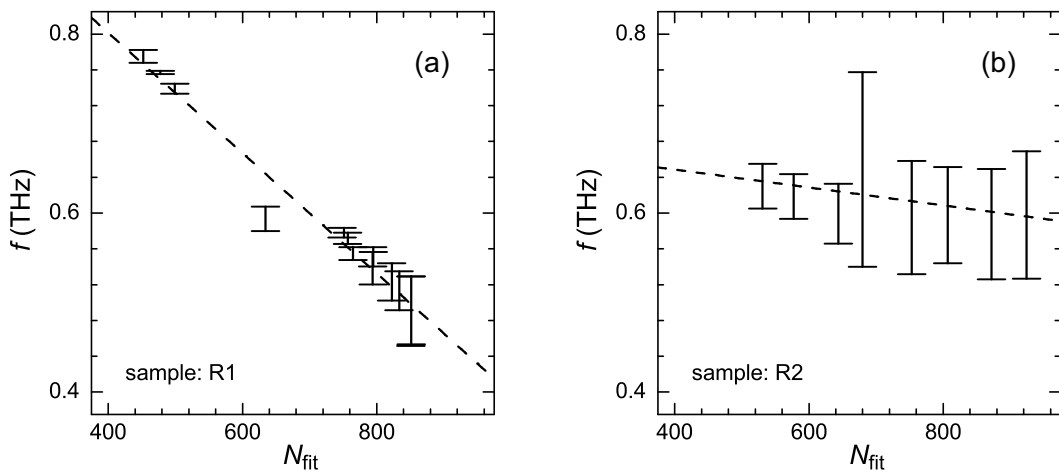 0.8
0.6
0.4
f (THz)
(a)
sample: R1
400 600 800
N_fit
0.8
0.6
0.4
f (THz)
(b)
sample: R2
400 600 800
N_fit